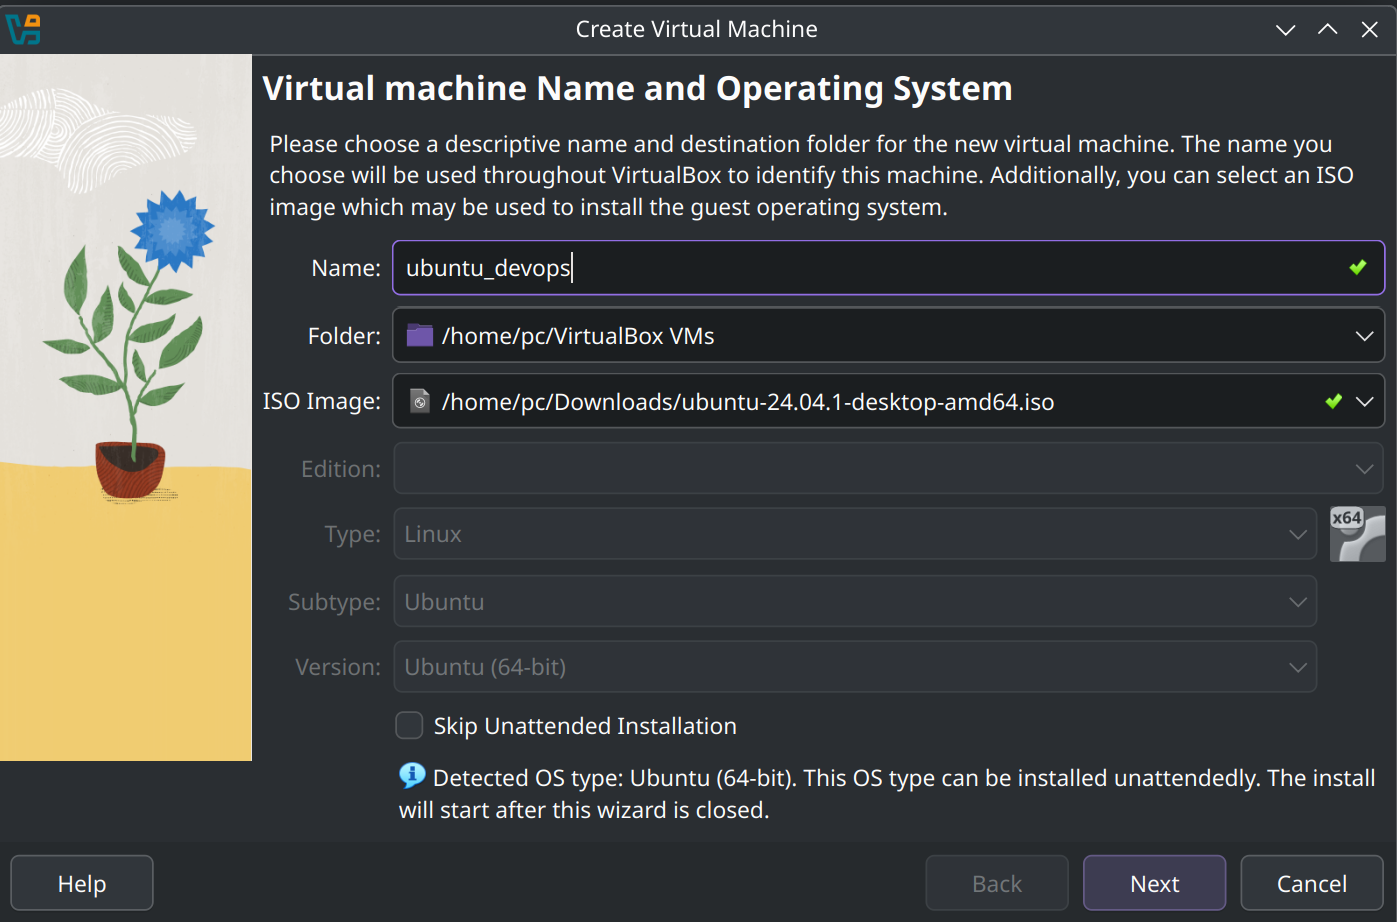 Create Virtual Machine
Virtual machine Name and Operating System
Please choose a descriptive name and destination folder for the new virtual machine. The name you
choose will be used throughout VirtualBox to identify this machine. Additionally, you can select an ISO
image which may be used to install the guest operating system.
Name: ubuntu_devops
Folder: /home/pc/VirtualBox VMs
ISO Image: /home/pc/Downloads/ubuntu-24.04.1-desktop-amd64.iso
Edition:
Type: Linux x64
Subtype: Ubuntu
Version: Ubuntu (64-bit)
Skip Unattended Installation
Detected OS type: Ubuntu (64-bit). This OS type can be installed unattendedly. The install
will start after this wizard is closed.
Help Back Next Cancel